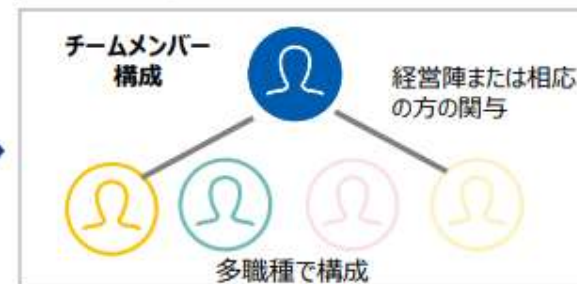 チームメンバー
構成
経営陣または相応
の方の関与
多職種で構成